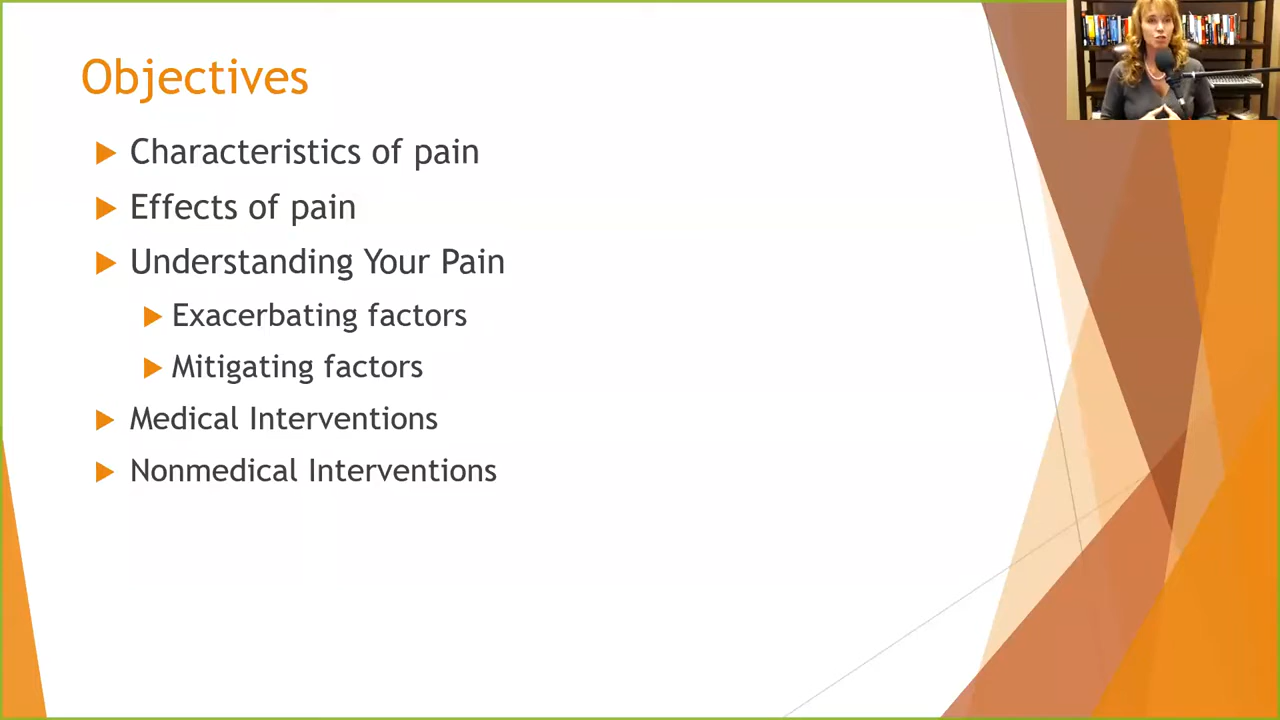 Objectives
Characteristics of pain
Effects of pain
Understanding Your Pain
Exacerbating factors
Mitigating factors
Medical Interventions
Nonmedical Interventions